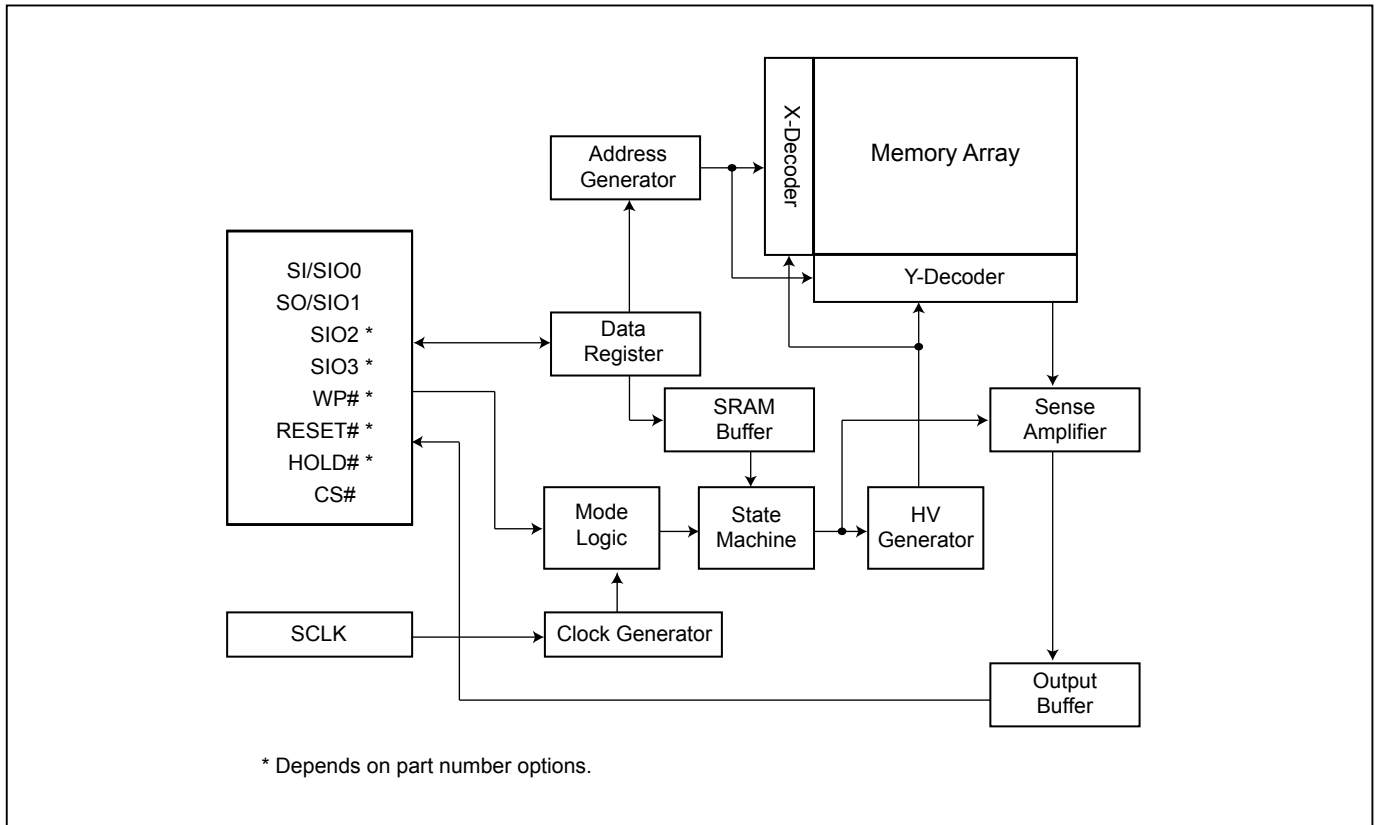 X-Decoder
Memory Array
Address
Generator
SI/SIO0
SO/SIO1
SIO2 *
SIO3 *
WP# *
RESET# *
HOLD# *
CS#
Y-Decoder
Data
Register
SRAM
Buffer
Sense
Amplifier
Mode
Logic
State
Machine
HV
Generator
SCLK
Clock Generator
Output
Buffer
* Depends on part number options.